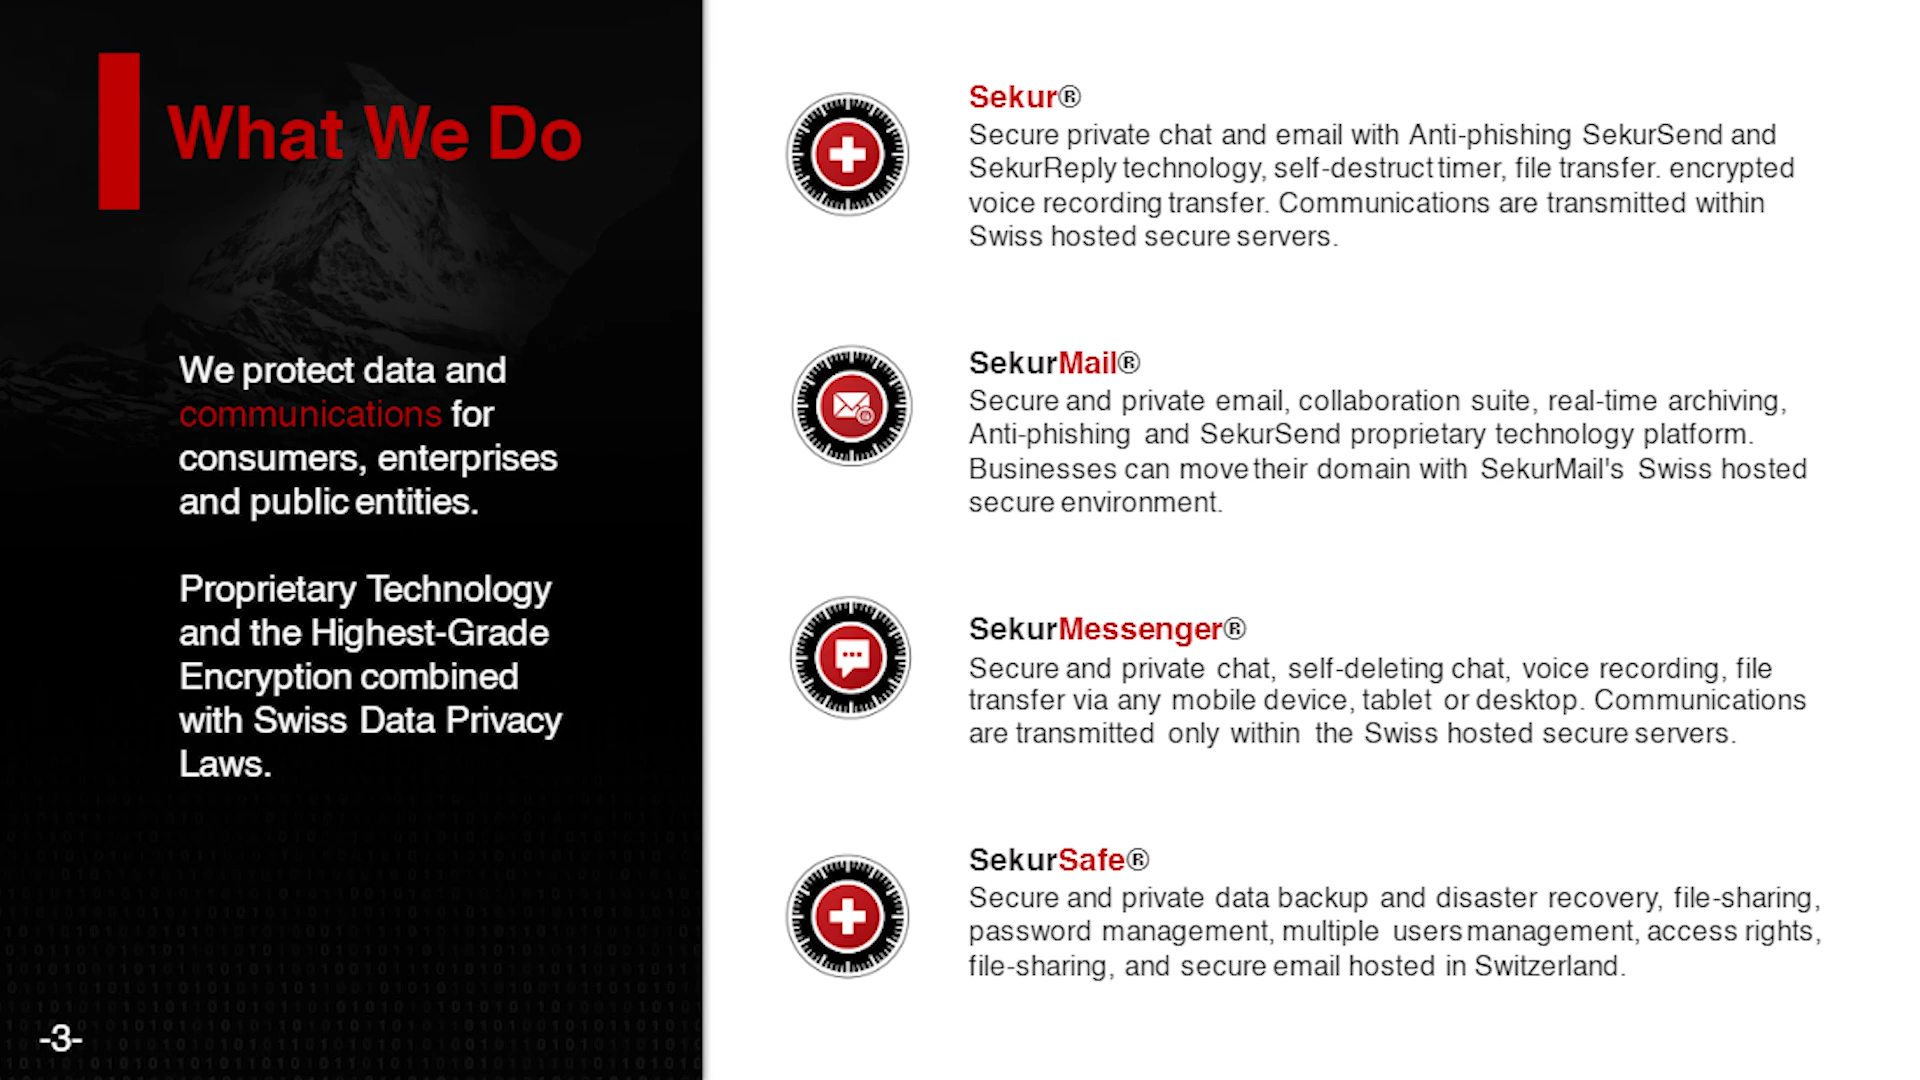 What We Do
We protect data and
communications for
consumers, enterprises
and public entities.
Proprietary Technology
and the Highest-Grade
Encryption combined
with Swiss Data Privacy
Laws.
-3-
Sekur®
Secure private chat and email with Anti-phishing SekurSend and
SekurReply technology, self-destruct timer, file transfer. encrypted
voice recording transfer. Communications are transmitted within
Swiss hosted secure servers.
SekurMail®
Secure and private email, collaboration suite, real-time archiving,
Anti-phishing and SekurSend proprietary technology platform.
Businesses can move their domain with SekurMail's Swiss hosted
secure environment.
SekurMessenger®
Secure and private chat, self-deleting chat, voice recording, file
transfer via any mobile device, tablet or desktop. Communications
are transmitted only within the Swiss hosted secure servers.
SekurSafe®
Secure and private data backup and disaster recovery, file-sharing,
password management, multiple users management, access rights,
file-sharing, and secure email hosted in Switzerland.